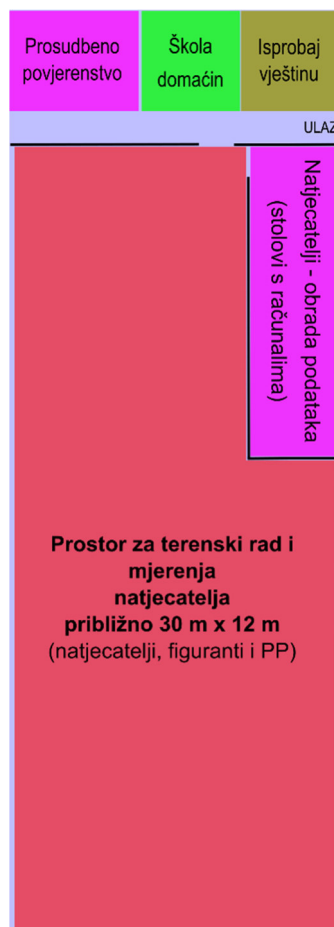 Prosudbeno
povjerenstvo
Škola
domaćin
Isprobaj
vještinu
ULAZ
Natjecatelji - obrada podataka
(stolovi s računalima)
Prostor za terenski rad i
mjerenja
natjecatelja
približno 30 m x 12 m
(natjecatelji, figuranti i PP)